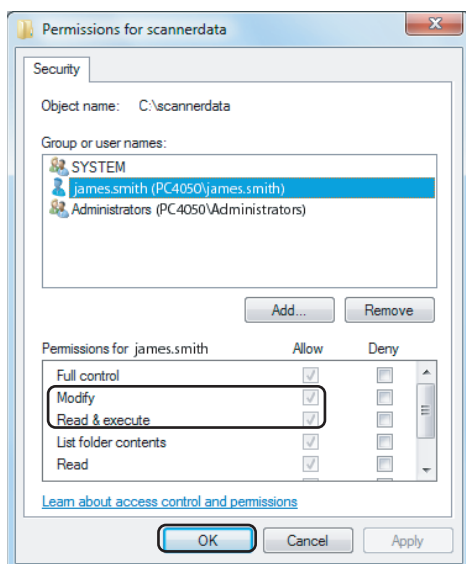 Permissions for scannerdata
Security
Object name: C:\scannerdata
Group or user names:
SYSTEM
james.smith (PC4050\james.smith)
Administrators (PC4050\Administrators)
Add... Remove
Permissions for james.smith Allow Deny
Full control
Modify
Read & execute
List folder contents
Read
Learn about access control and permissions
OK Cancel Apply